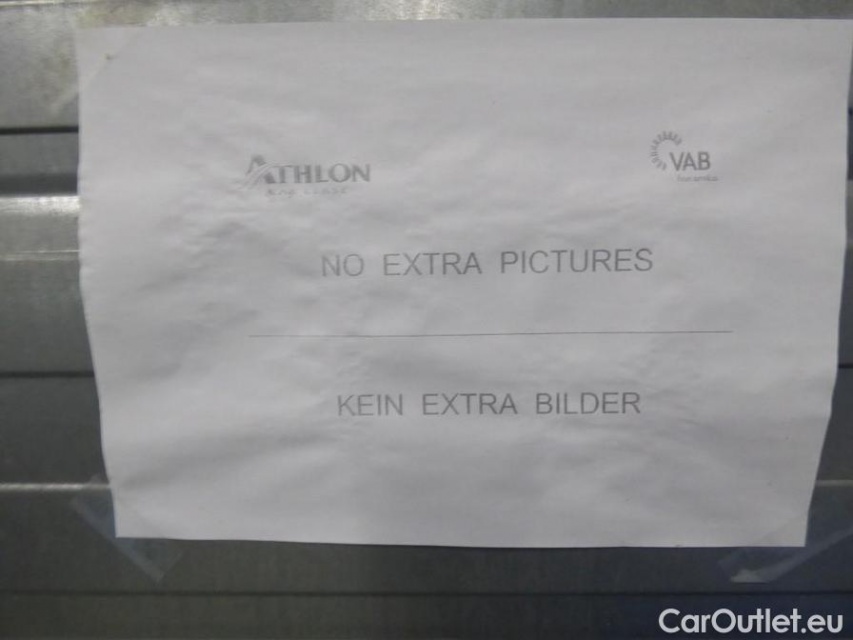 ATHLON
VAB
NO EXTRA PICTURES
KEIN EXTRA BILDER
CarOutlet.eu